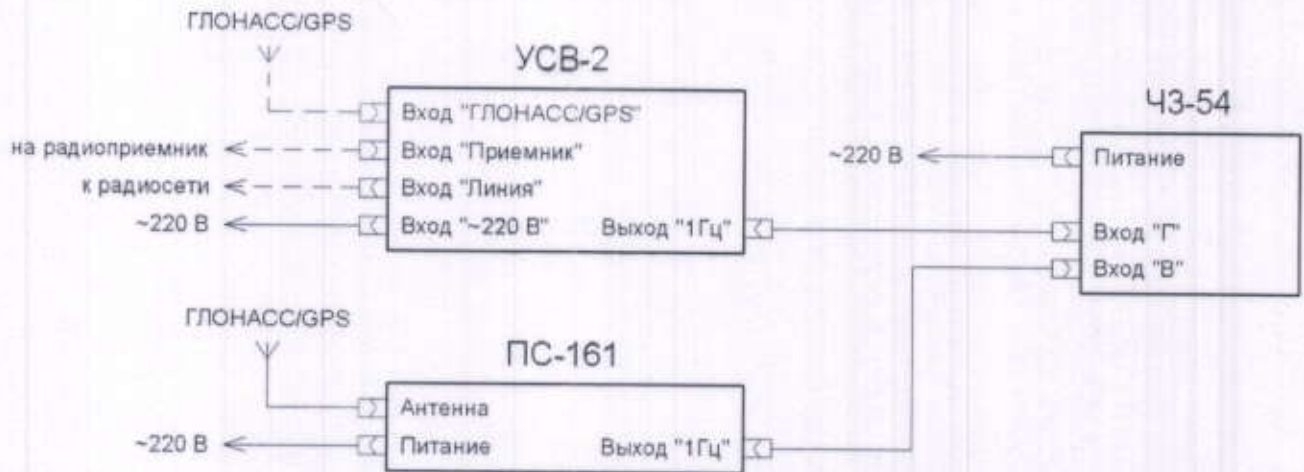 ГЛОНАСС/GPS
УСВ-2
Вход "ГЛОНАСС/GPS"
на радиоприемник
Вход "Приемник"
к радиосети
Вход "Линия"
~220 В
Вход "~220 В"
Выход "1Гц"
ЧЗ-54
~220 В
Питание
Вход "Г"
Вход "В"
ГЛОНАСС/GPS
ПС-161
Антенна
~220 В
Питание
Выход "1Гц"